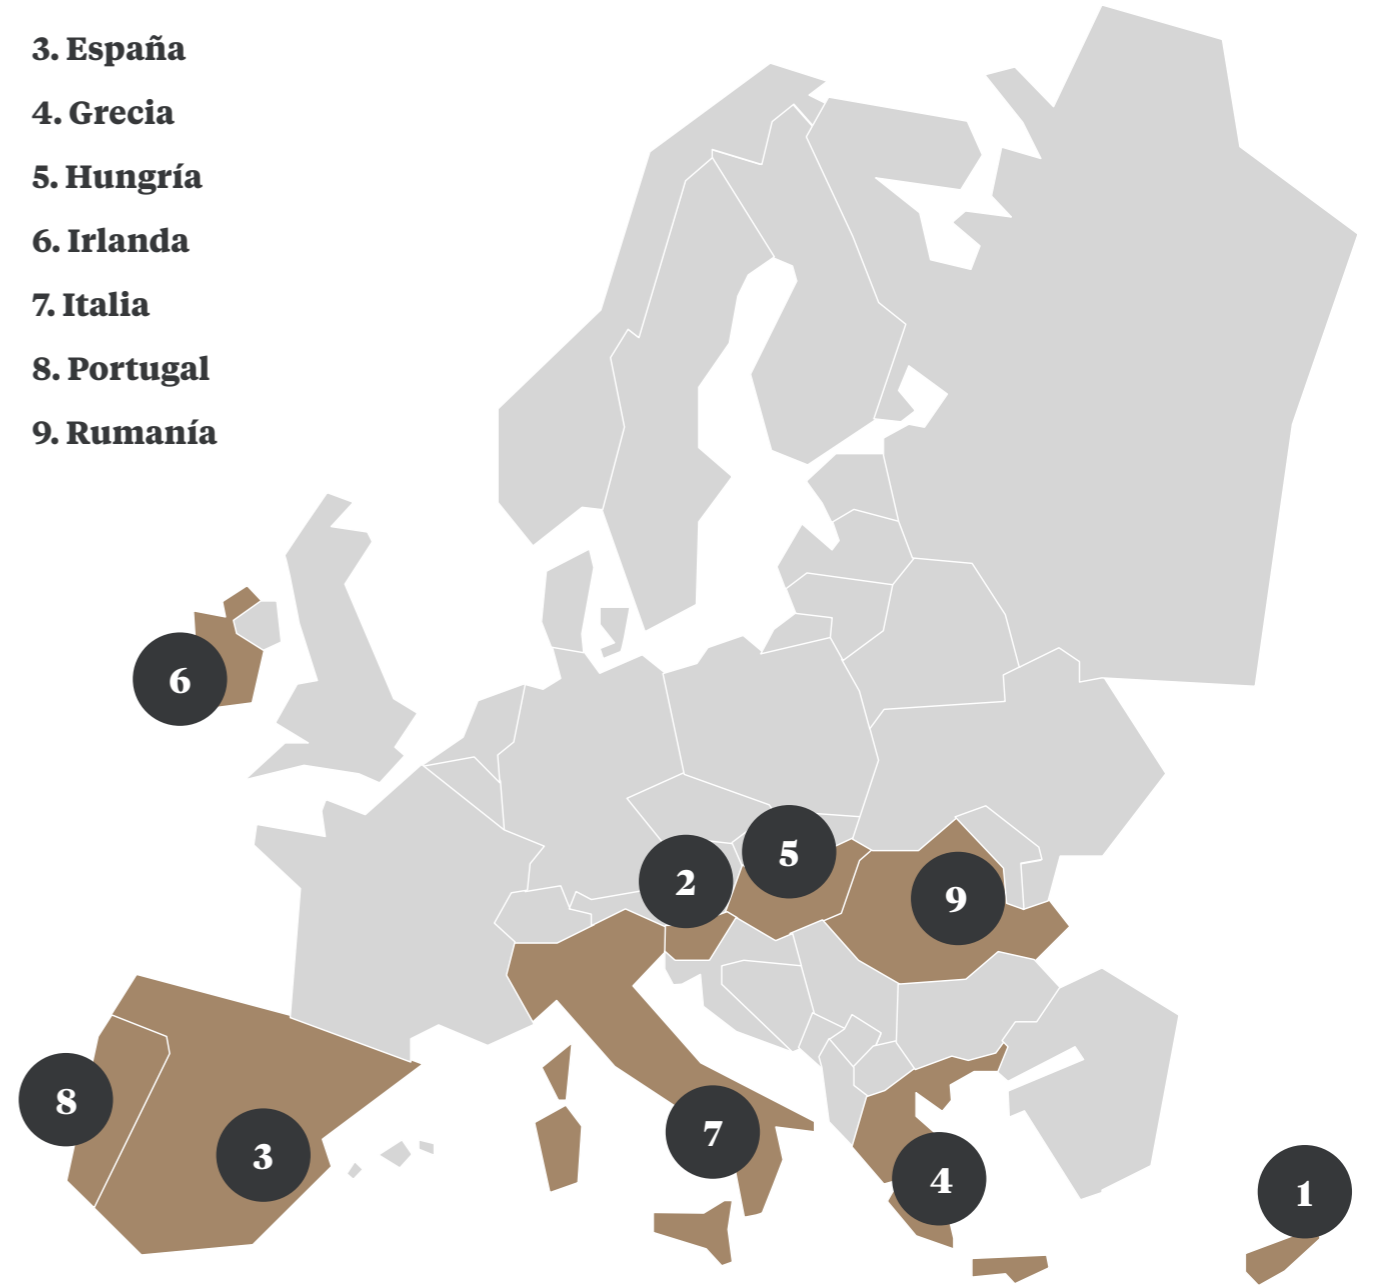 3. España
4. Grecia
5. Hungría
6. Irlanda
7. Italia
8. Portugal
9. Rumanía
6
5
2
9
8
3
7
4
1